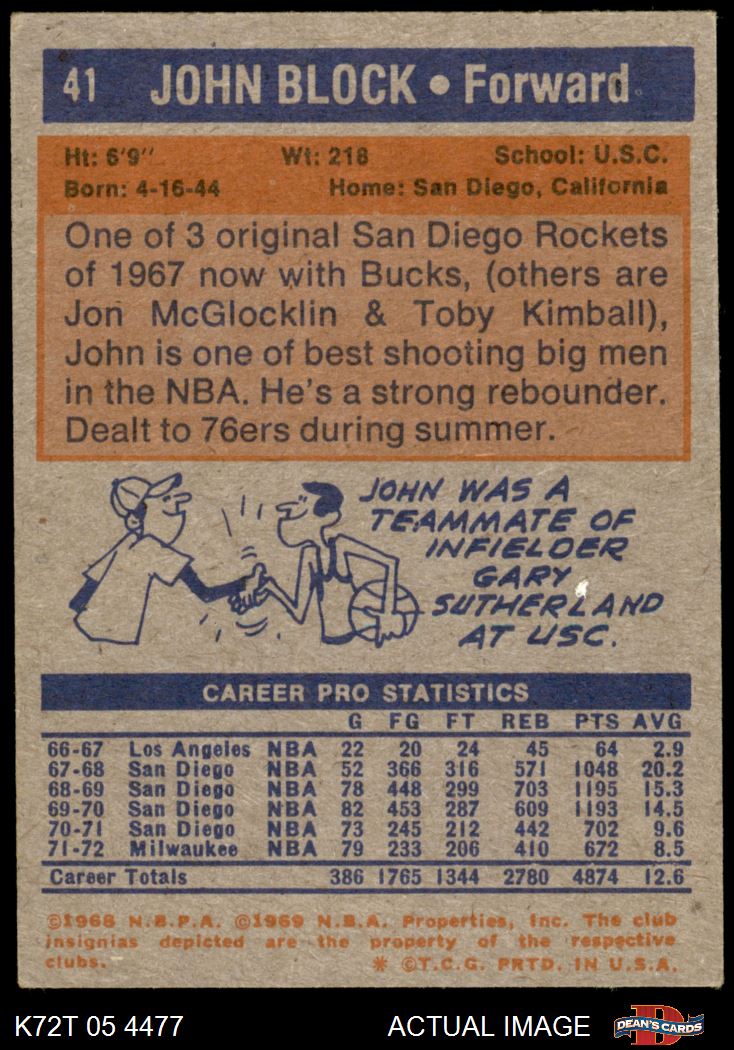 41 JOHN BLOCK • Forward
Ht: 6'9" Wt: 218 School: U.S.C.
Born: 4-16-44 Home: San Diego, California
One of 3 original San Diego Rockets
of 1967 now with Bucks, (others are
Jon McGlocklin & Toby Kimball),
John is one of best shooting big men
in the NBA. He's a strong rebounder.
Dealt to 76ers during summer.
JOHN WAS A
TEAMMATE OF
INFIELDER
GARY
SUTHERLAND
AT USC.
CAREER PRO STATISTICS
G FG FT REB PTS AVG
66-67 Los Angeles NBA 22 20 24 45 64 2.9
67-68 San Diego NBA 52 366 316 571 1048 20.2
68-69 San Diego NBA 78 448 299 703 1195 15.3
69-70 San Diego NBA 82 453 287 609 1193 14.5
70-71 San Diego NBA 73 245 212 442 702 9.6
71-72 Milwaukee NBA 79 233 206 410 672 8.5
Career Totals 386 1765 1344 2780 4874 12.6
©1968 N.B.P.A. ©1969 N.B.A. Properties, Inc. The club
insignias depicted are the property of the respective
clubs. * ©T.C.G. PRTD. IN U.S.A.
K72T 05 4477 ACTUAL IMAGE DEAN'S CARDS